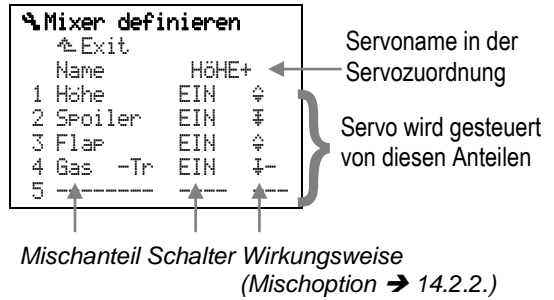 Mixer definieren
Exit
Name HöHE+
Servoname in der
Servozuordnung
1 Höhe EIN
2 Spoiler EIN
3 Flap EIN
4 Gas -Tr EIN
5 -------- ---- ---
Servo wird gesteuert
von diesen Anteilen
Mischanteil Schalter Wirkungsweise
(Mischoption ➔ 14.2.2.)